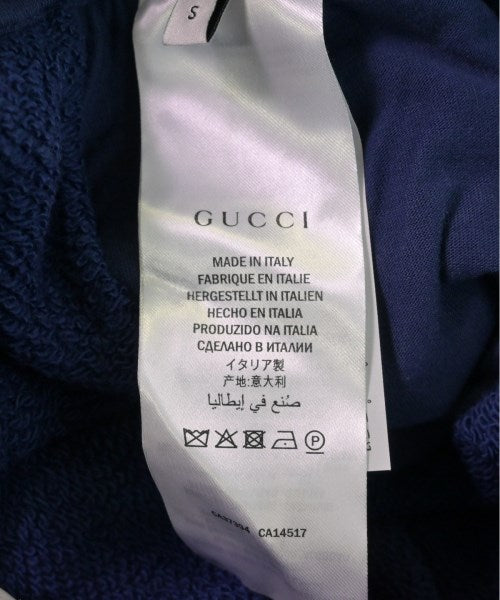 S
GUCCI
MADE IN ITALY
FABRIQUE EN ITALIE
HERGESTELLT IN ITALIEN
HECHO EN ITALIA
PRODUZIDO NA ITALIA
СДЕЛАНО В ИТАЛИИ
イタリア製
产地:意大利
صُنع في إيطاليا
P
CA37394 CA14517